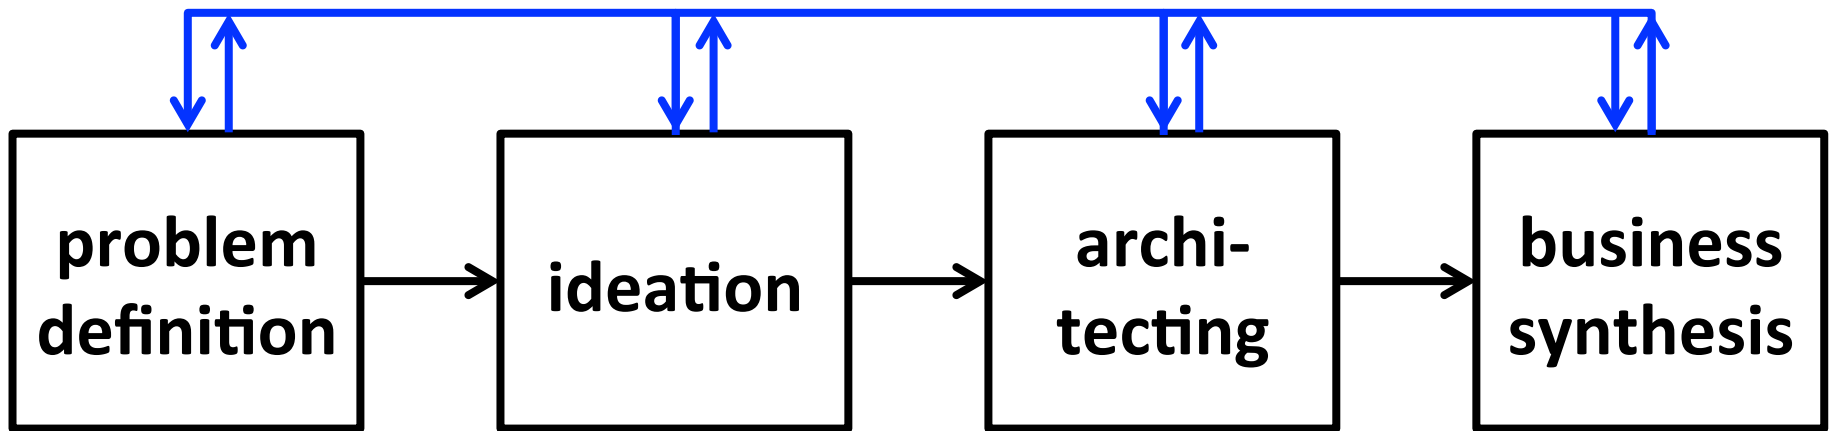 problem
definition
ideation
archi-
tecting
business
synthesis